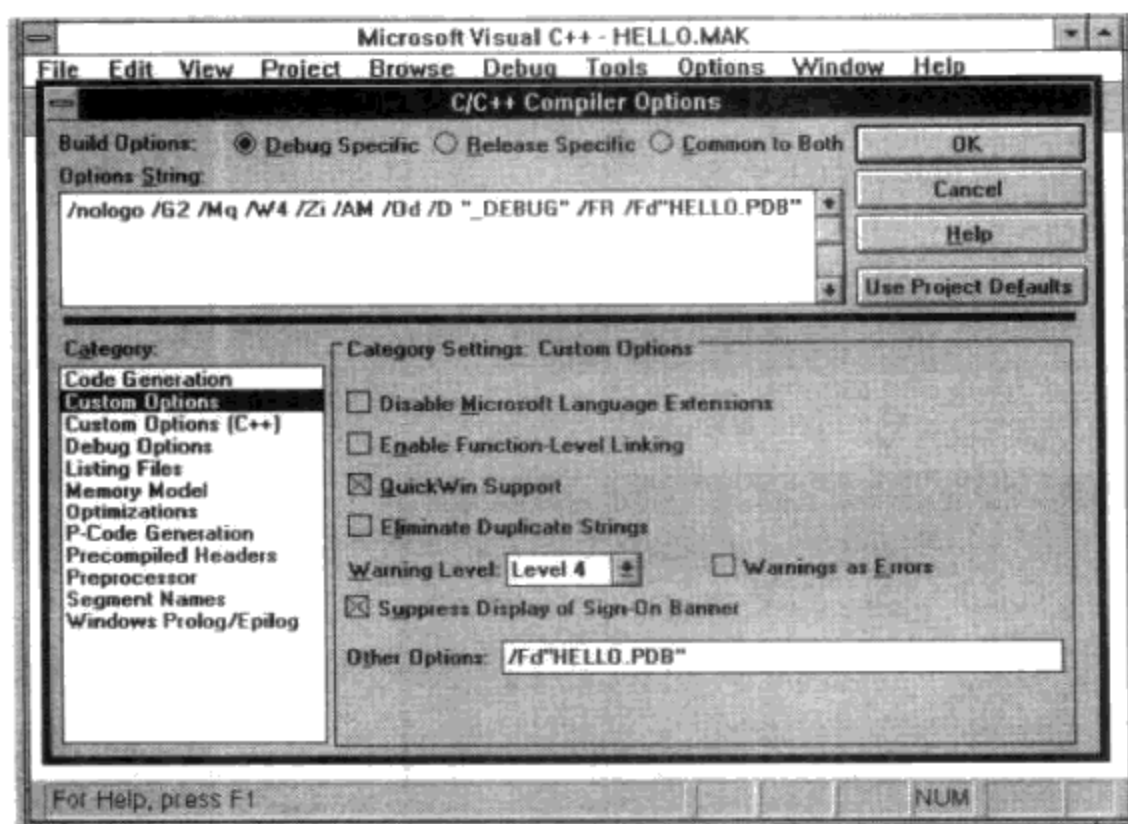 Microsoft Visual C++ - HELLO.MAK
File Edit View Project Browse Debug Tools Options Window Help
C/C++ Compiler Options
Build Options: Debug Specific Release Specific Common to Both OK
Options String: Cancel
/nologo /G2 /Mq /W4 /Zi /AM /Od /D "_DEBUG" /FR /Fd"HELLO.PDB"
Help
Use Project Defaults
Category:
Code Generation
Custom Options
Custom Options (C++)
Debug Options
Listing Files
Memory Model
Optimizations
P-Code Generation
Precompiled Headers
Preprocessor
Segment Names
Windows Prolog/Epilog
Category Settings: Custom Options
Disable Microsoft Language Extensions
Enable Function-Level Linking
QuickWin Support
Eliminate Duplicate Strings
Warning Level: Level 4 Warnings as Errors
Suppress Display of Sign-On Banner
Other Options: /Fd"HELLO.PDB"
For Help, press F1 NUM